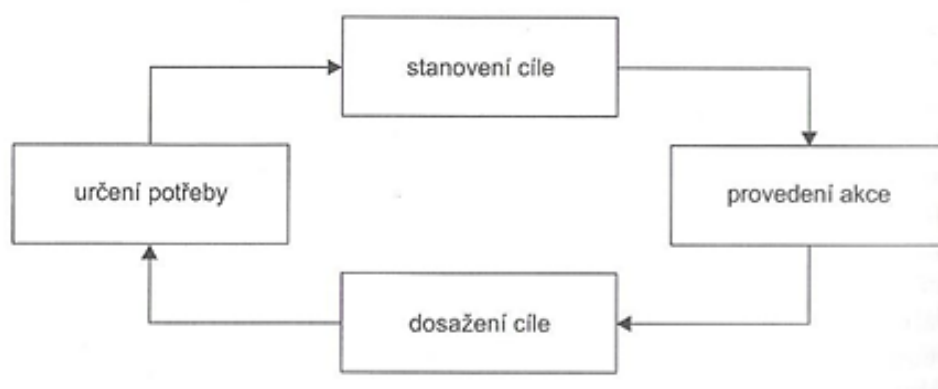 stanovení cíle
určení potřeby
provedení akce
dosažení cíle